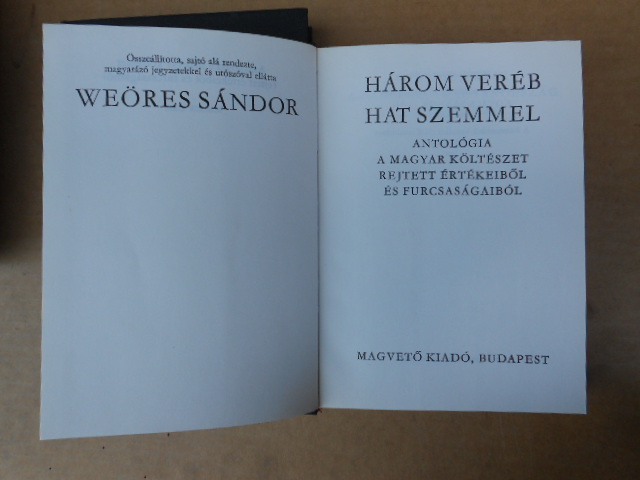 Összeállította, sajtó alá rendezte,
magyarázó jegyzetekkel és utószóval ellátta
WEÖRES SÁNDOR
HÁROM VERÉB
HAT SZEMMEL
ANTOLÓGIA
A MAGYAR KÖLTÉSZET
REJTETT ÉRTÉKEIBŐL
ÉS FURCSASÁGAIBÓL
MAGVETŐ KIADÓ, BUDAPEST